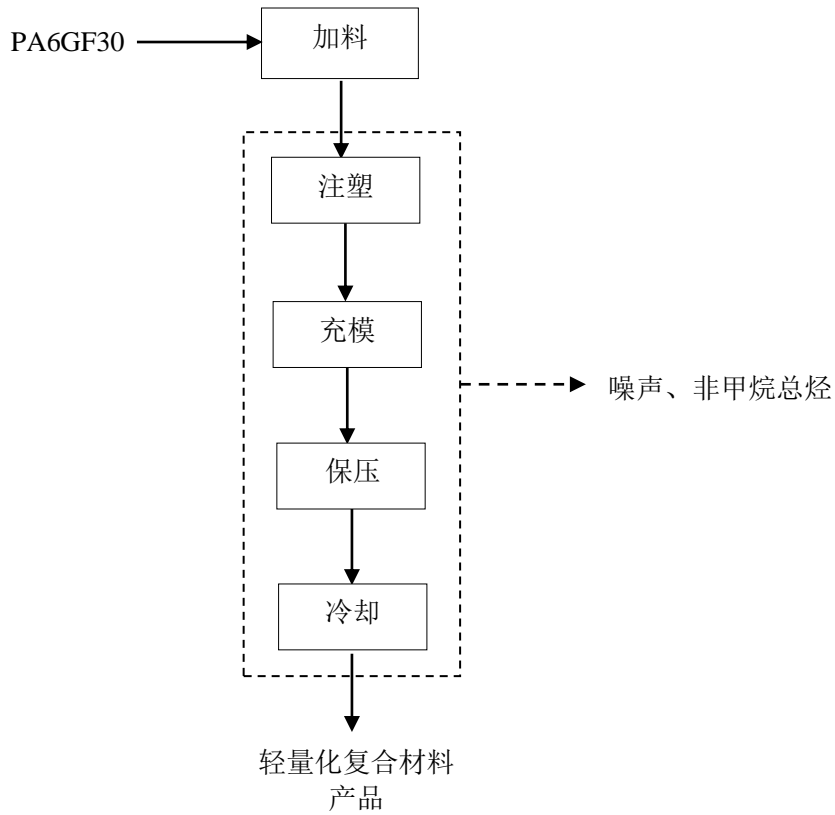 PA6GF30
加料
注塑
充模
噪声、非甲烷总烃
保压
冷却
轻量化复合材料
产品